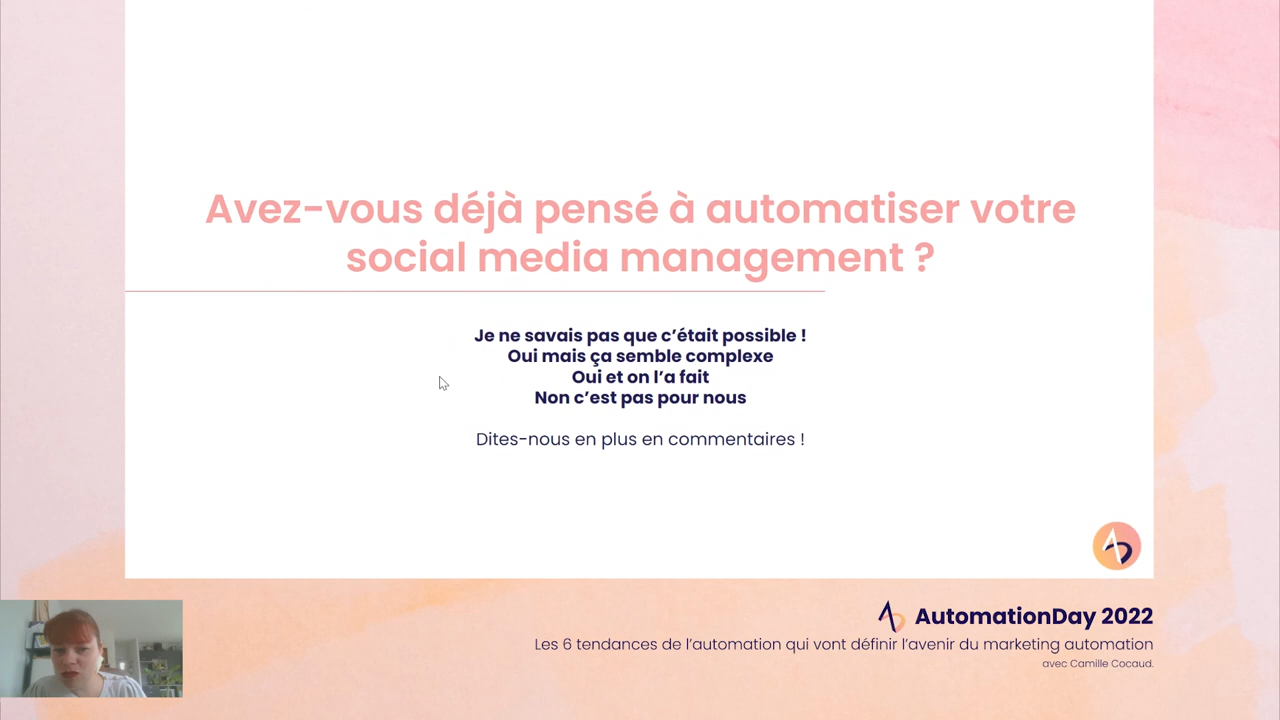 Avez-vous déjà pensé à automatiser votre
social media management ?
Je ne savais pas que c’était possible !
Oui mais ça semble complexe
Oui et on l’a fait
Non c’est pas pour nous
Dites-nous en plus en commentaires !
AutomationDay 2022
Les 6 tendances de l’automation qui vont définir l’avenir du marketing automation
avec Camille Cocaud.